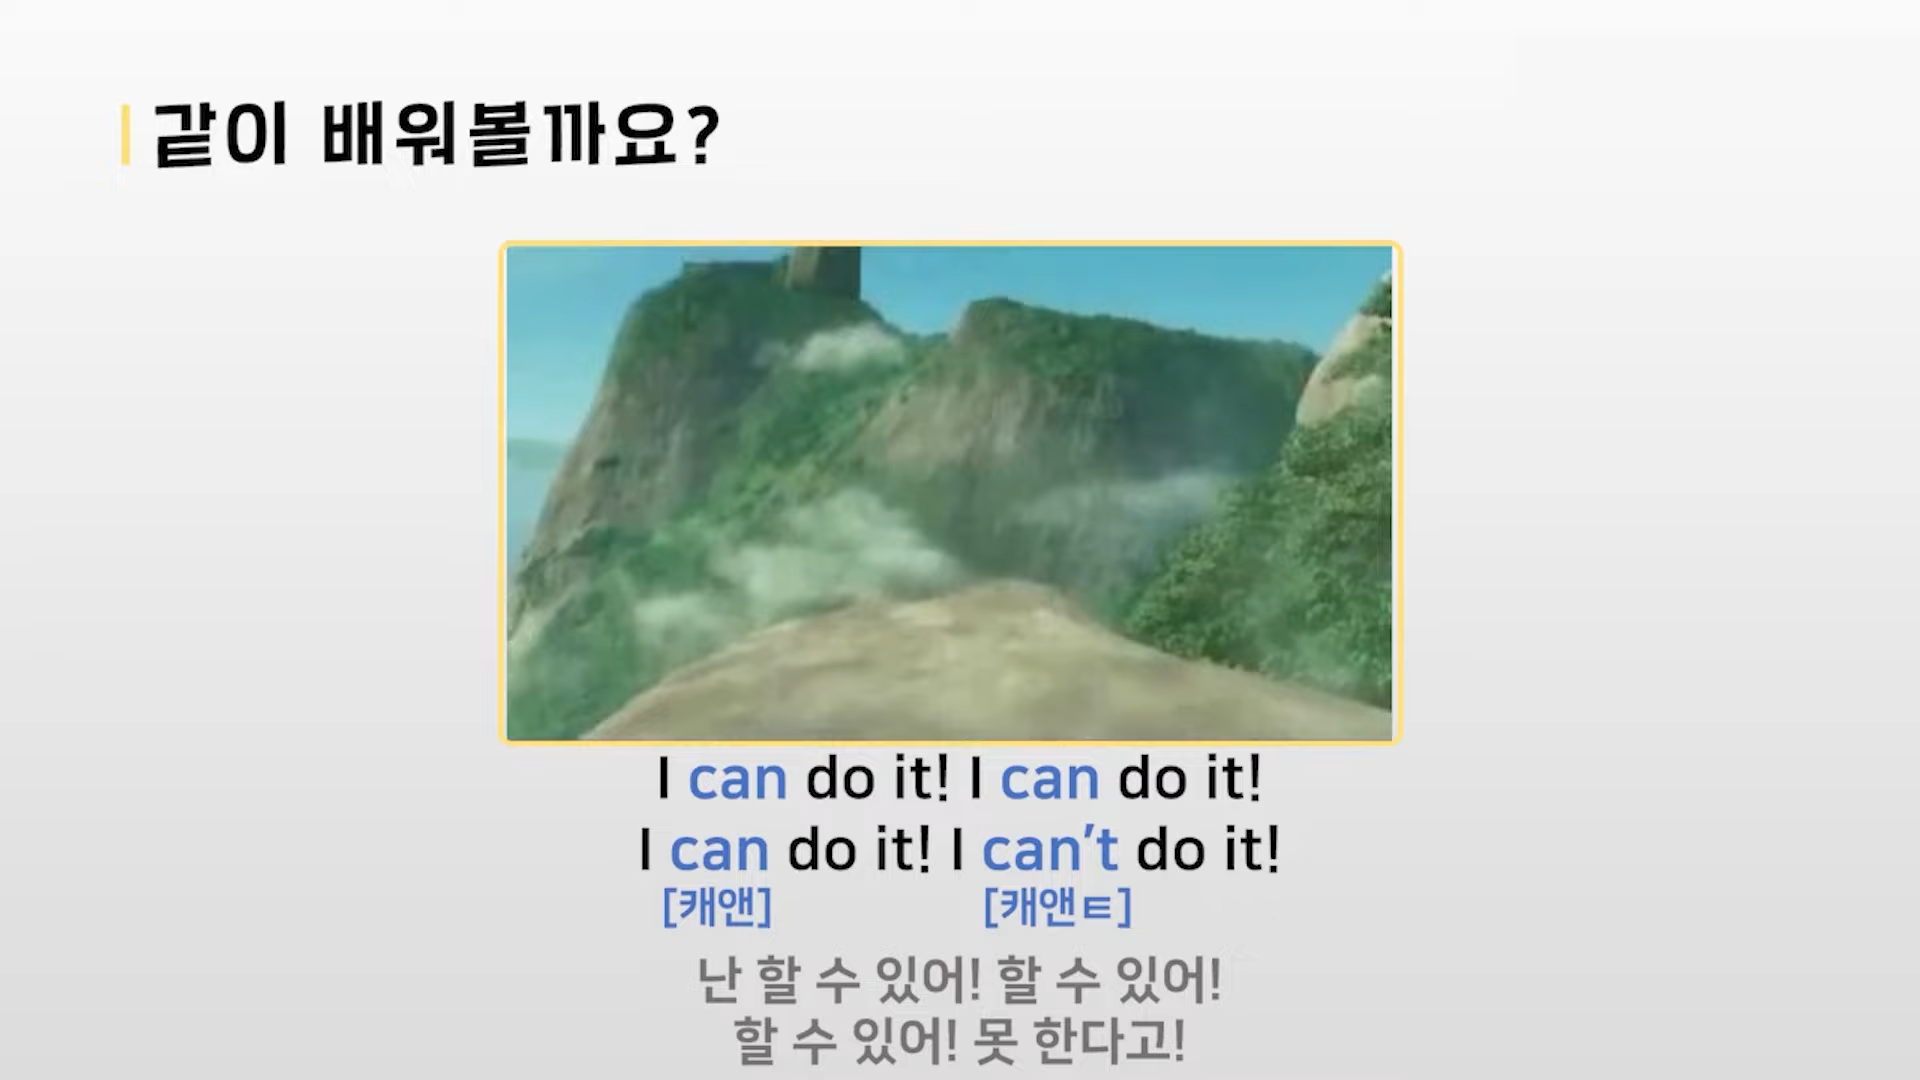 같이 배워볼까요?
I can do it! I can do it!
I can do it! I can't do it!
[캐앤] [캐앤ㅌ]
난 할 수 있어! 할 수 있어!
할 수 있어! 못 한다고!